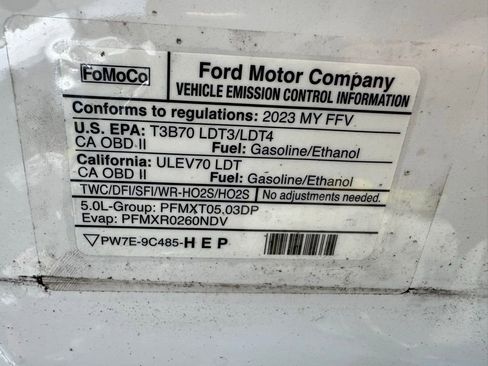 FoMoCo
Ford Motor Company
VEHICLE EMISSION CONTROL INFORMATION
Conforms to regulations: 2023 MY FFV
U.S. EPA: T3B70 LDT3/LDT4
CA OBD II Fuel: Gasoline/Ethanol
California: ULEV70 LDT
CA OBD II Fuel: Gasoline/Ethanol
TWC/DFI/SFI/WR-HO2S/HO2S No adjustments needed.
5.0L-Group: PFMXT05.03DP
Evap: PFMXR0260NDV
PW7E-9C485-HEP